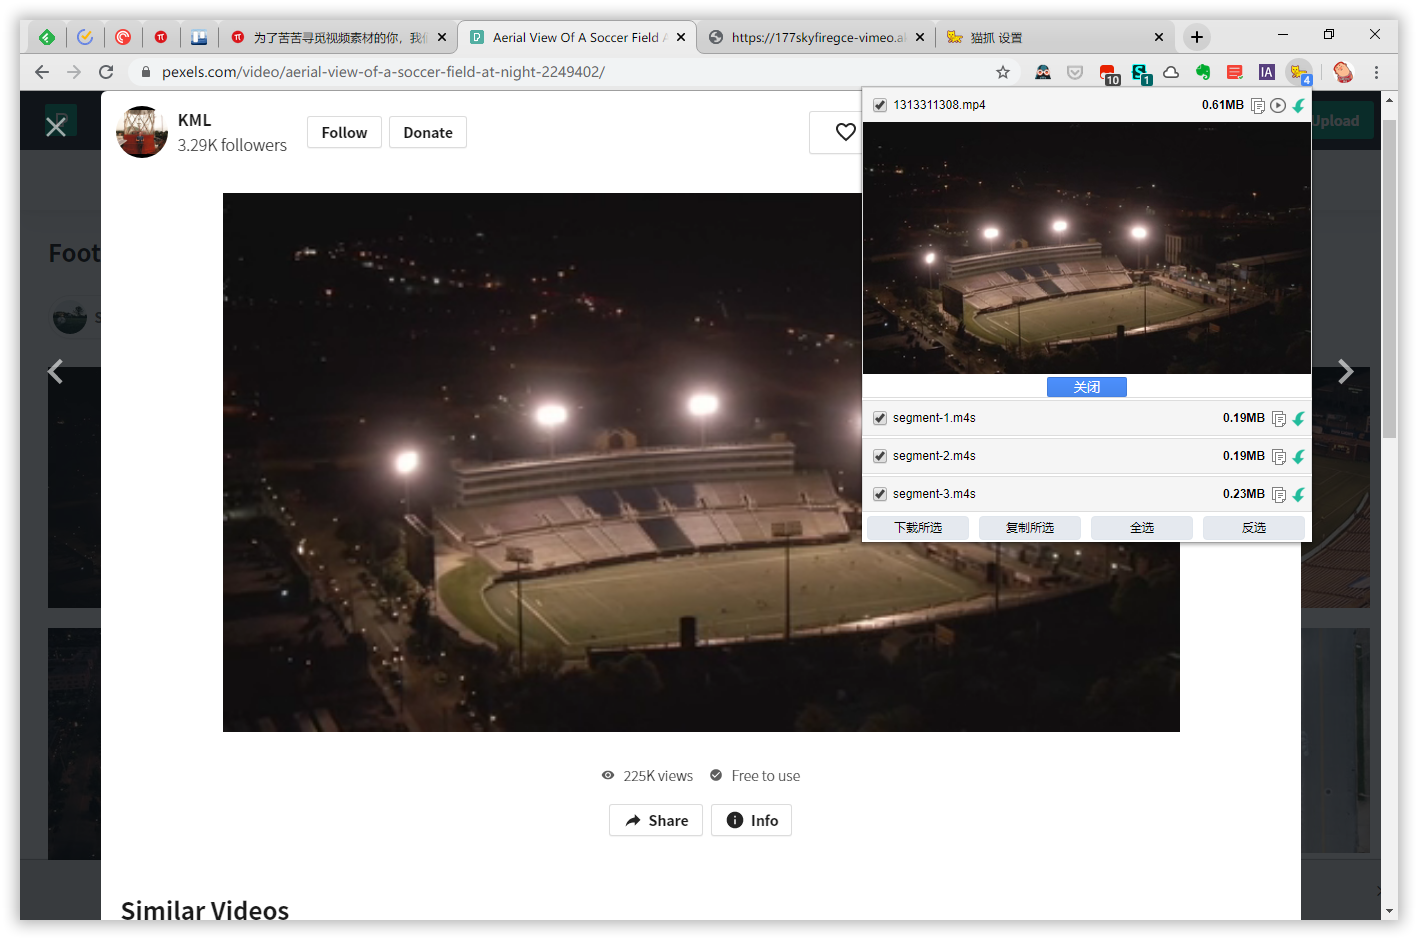 为了苦苦寻觅视频素材的你，我
Aerial View Of A Soccer Field
https://177skyfiregce-vimeo.a
猫抓 设置
pexels.com/video/aerial-view-of-a-soccer-field-at-night-2249402/
10
1
IA
4
KML
3.29K followers
Follow
Donate
Upload
Foot
S
1313311308.mp4
0.61MB
关闭
segment-1.m4s
0.19MB
segment-2.m4s
0.19MB
segment-3.m4s
0.23MB
下载所选
复制所选
全选
反选
225K views
Free to use
Share
Info
Similar Videos